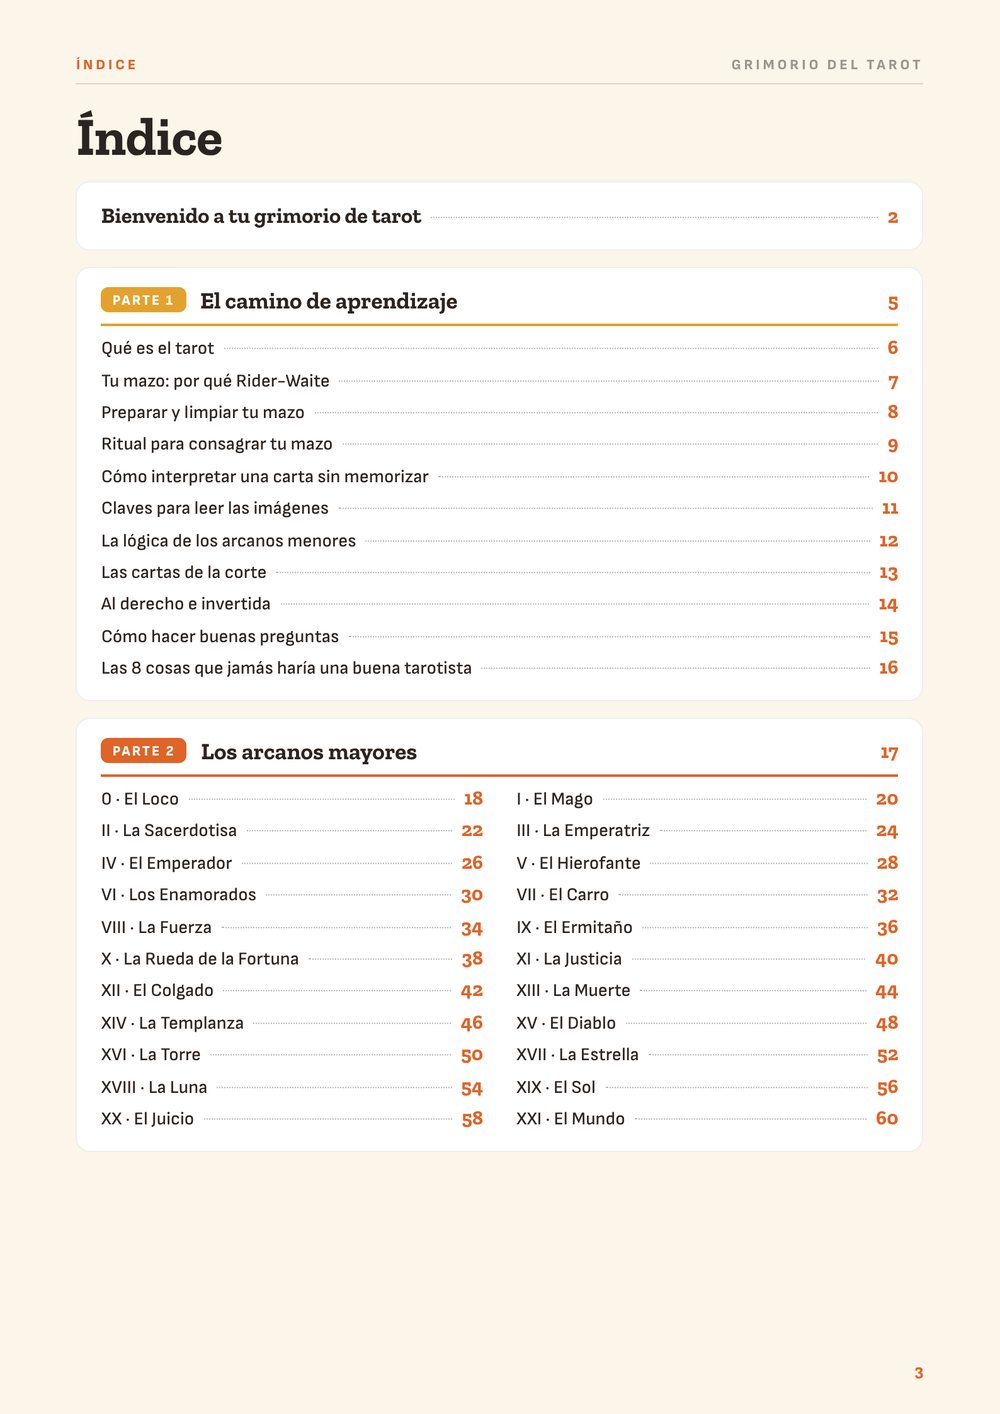 ÍNDICE
GRIMORIO DEL TAROT
Índice
Bienvenido a tu grimorio de tarot 2
PARTE 1 El camino de aprendizaje 5
Qué es el tarot 6
Tu mazo: por qué Rider-Waite 7
Preparar y limpiar tu mazo 8
Ritual para consagrar tu mazo 9
Cómo interpretar una carta sin memorizar 10
Claves para leer las imágenes 11
La lógica de los arcanos menores 12
Las cartas de la corte 13
Al derecho e invertida 14
Cómo hacer buenas preguntas 15
Las 8 cosas que jamás haría una buena tarotista 16
PARTE 2 Los arcanos mayores 17
0 · El Loco 18
I · El Mago 20
II · La Sacerdotisa 22
III · La Emperatriz 24
IV · El Emperador 26
V · El Hierofante 28
VI · Los Enamorados 30
VII · El Carro 32
VIII · La Fuerza 34
IX · El Ermitaño 36
X · La Rueda de la Fortuna 38
XI · La Justicia 40
XII · El Colgado 42
XIII · La Muerte 44
XIV · La Templanza 46
XV · El Diablo 48
XVI · La Torre 50
XVII · La Estrella 52
XVIII · La Luna 54
XIX · El Sol 56
XX · El Juicio 58
XXI · El Mundo 60
3